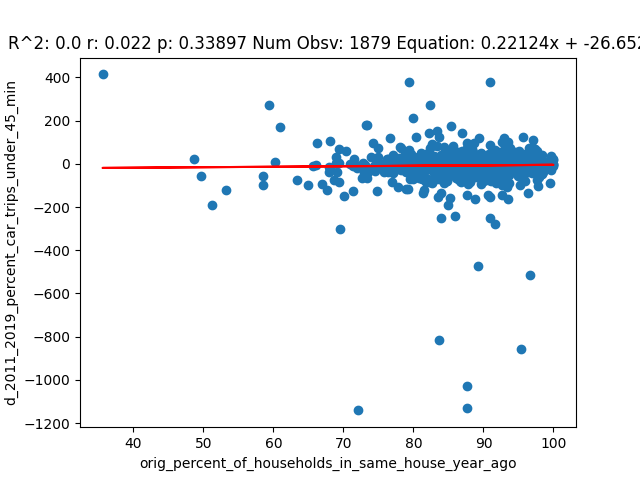 R^2: 0.0 r: 0.022 p: 0.33897 Num Obsv: 1879 Equation: 0.22124x + -26.652
400
200
0
−200
−400
−600
−800
−1000
−1200
d_2011_2019_percent_car_trips_under_45_min
40 50 60 70 80 90 100
orig_percent_of_households_in_same_house_year_ago